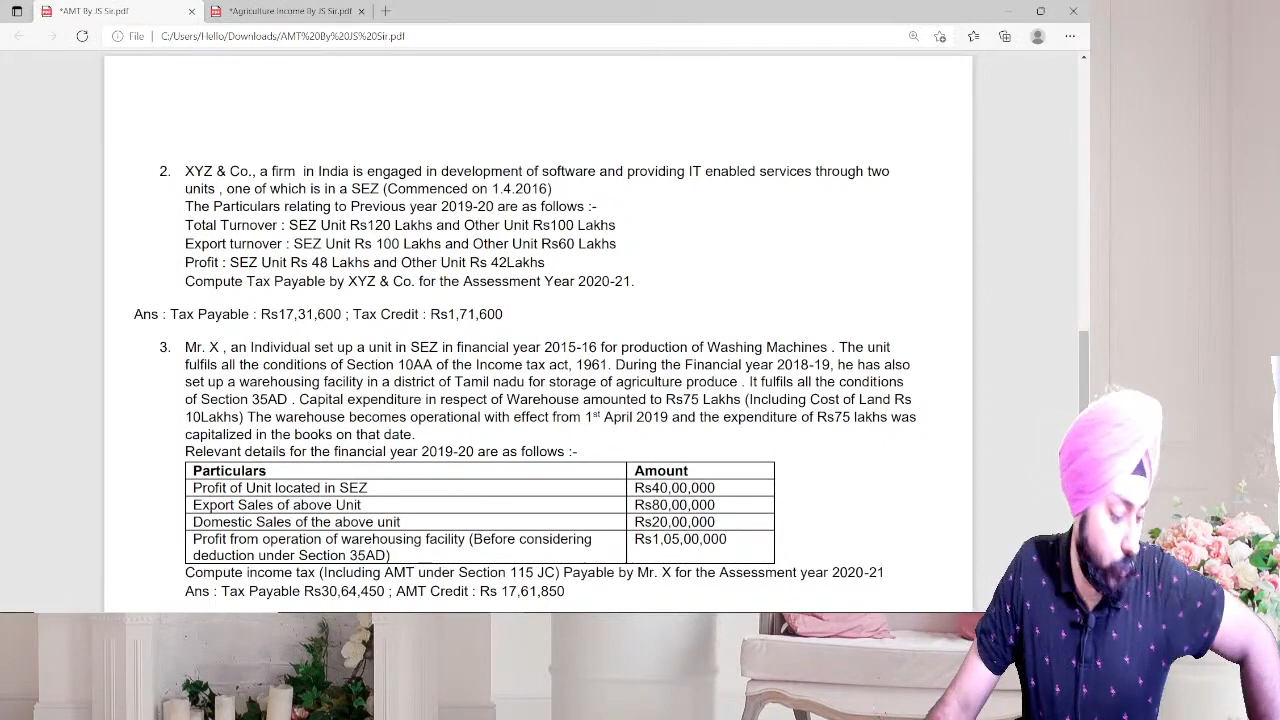 *AMT By JS Sir.pdf
*Agriculture Income By JS Sir.pdf
File | C:/Users/Hello/Downloads/AMT%20By%20JS%20Sir.pdf
2. XYZ & Co., a firm in India is engaged in development of software and providing IT enabled services through two
units , one of which is in a SEZ (Commenced on 1.4.2016)
The Particulars relating to Previous year 2019-20 are as follows :-
Total Turnover : SEZ Unit Rs120 Lakhs and Other Unit Rs100 Lakhs
Export turnover : SEZ Unit Rs 100 Lakhs and Other Unit Rs60 Lakhs
Profit : SEZ Unit Rs 48 Lakhs and Other Unit Rs 42Lakhs
Compute Tax Payable by XYZ & Co. for the Assessment Year 2020-21.
Ans : Tax Payable : Rs17,31,600 ; Tax Credit : Rs1,71,600
3. Mr. X , an Individual set up a unit in SEZ in financial year 2015-16 for production of Washing Machines . The unit
fulfils all the conditions of Section 10AA of the Income tax act, 1961. During the Financial year 2018-19, he has also
set up a warehousing facility in a district of Tamil nadu for storage of agriculture produce . It fulfils all the conditions
of Section 35AD . Capital expenditure in respect of Warehouse amounted to Rs75 Lakhs (Including Cost of Land Rs
10Lakhs) The warehouse becomes operational with effect from 1st April 2019 and the expenditure of Rs75 lakhs was
capitalized in the books on that date.
Relevant details for the financial year 2019-20 are as follows :-
Particulars Amount
Profit of Unit located in SEZ Rs40,00,000
Export Sales of above Unit Rs80,00,000
Domestic Sales of the above unit Rs20,00,000
Profit from operation of warehousing facility (Before considering Rs1,05,00,000
deduction under Section 35AD)
Compute income tax (Including AMT under Section 115 JC) Payable by Mr. X for the Assessment year 2020-21
Ans : Tax Payable Rs30,64,450 ; AMT Credit : Rs 17,61,850